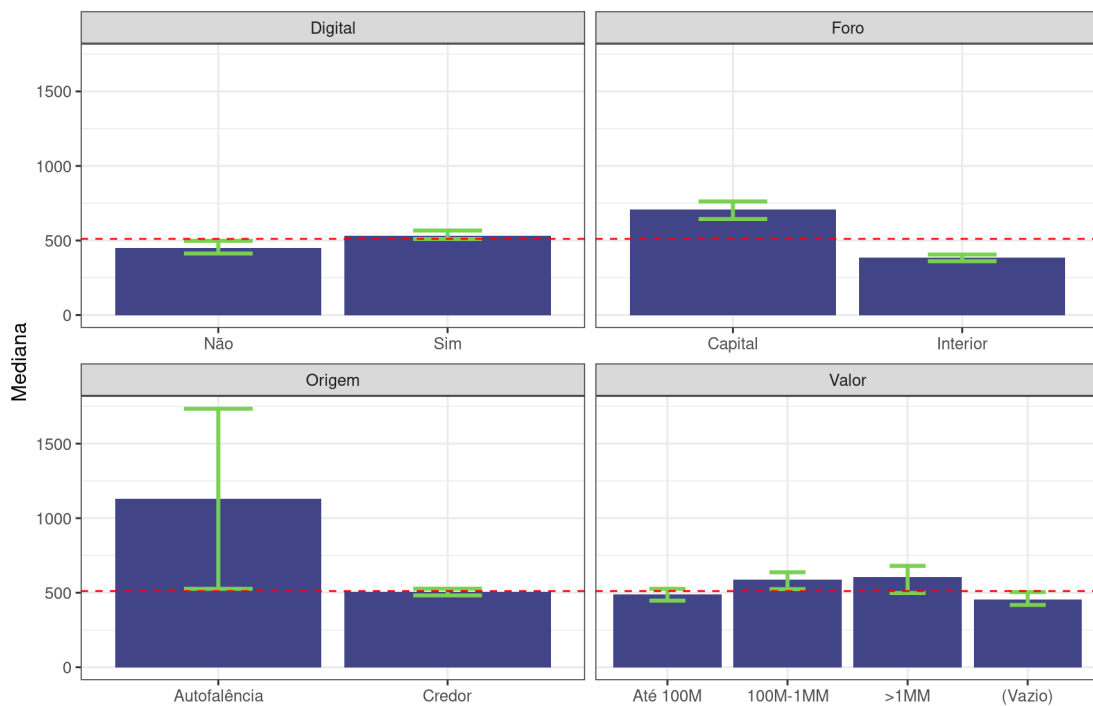 Digital
Foro
1500
1000
500
0
Não
Sim
Capital
Interior
Mediana
Origem
Valor
1500
1000
500
0
Autofalência
Credor
Até 100M
100M-1MM
>1MM
(Vazio)